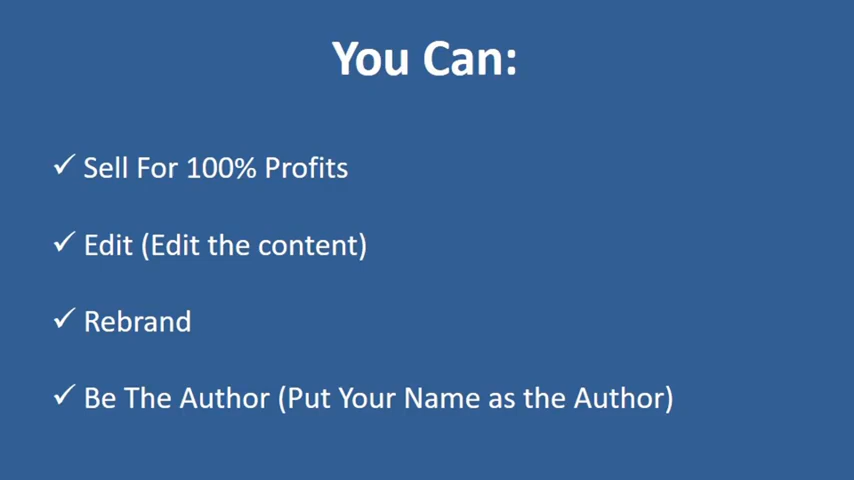 You Can:
✓ Sell For 100% Profits
✓ Edit (Edit the content)
✓ Rebrand
✓ Be The Author (Put Your Name as the Author)